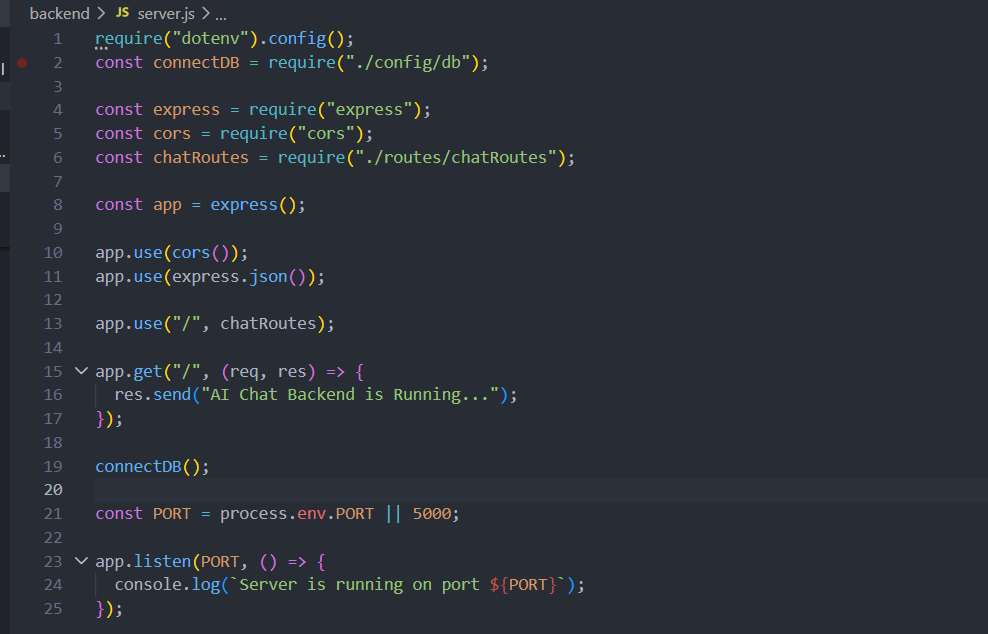 backend > JS server.js > ...
1 require("dotenv").config();
2 const connectDB = require("./config/db");
3
4 const express = require("express");
5 const cors = require("cors");
6 const chatRoutes = require("./routes/chatRoutes");
7
8 const app = express();
9
10 app.use(cors());
11 app.use(express.json());
12
13 app.use("/", chatRoutes);
14
15 app.get("/", (req, res) => {
16   res.send("AI Chat Backend is Running...");
17 });
18
19 connectDB();
20
21 const PORT = process.env.PORT || 5000;
22
23 app.listen(PORT, () => {
24   console.log(`Server is running on port ${PORT}`);
25 });